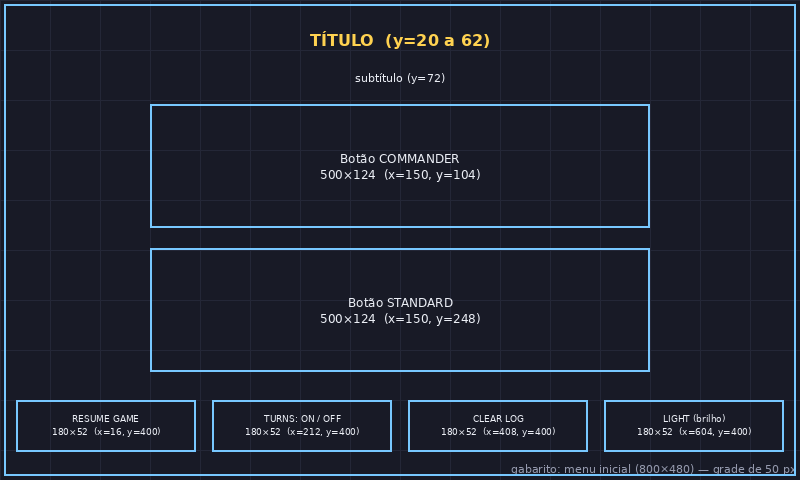 TÍTULO (y=20 a 62)
subtítulo (y=72)
Botão COMMANDER
500×124 (x=150, y=104)
Botão STANDARD
500×124 (x=150, y=248)
RESUME GAME
180×52 (x=16, y=400)
TURNS: ON / OFF
180×52 (x=212, y=400)
CLEAR LOG
180×52 (x=408, y=400)
LIGHT (brilho)
180×52 (x=604, y=400)
gabarito: menu inicial (800×480) — grade de 50 px